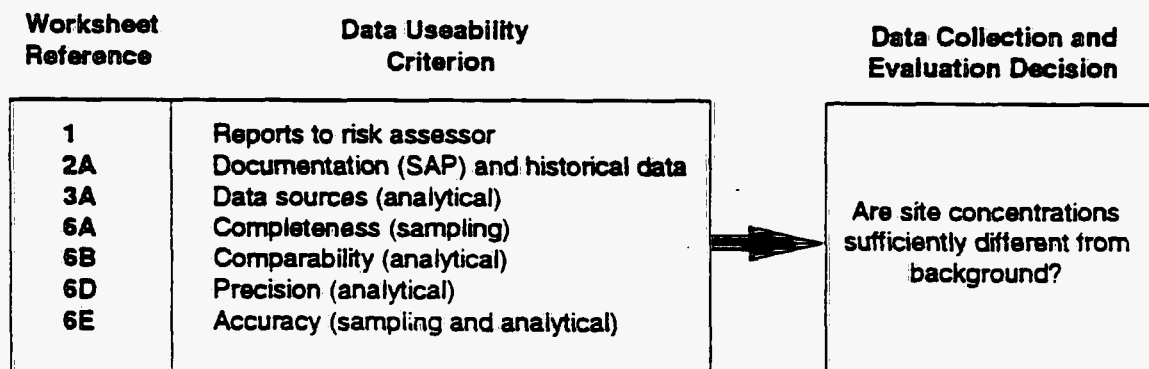 Worksheet Reference
Data Useability Criterion
Data Collection and Evaluation Decision
1 Reports to risk assessor
2A Documentation (SAP) and historical data
3A Data sources (analytical)
6A Completeness (sampling)
6B Comparability (analytical)
6D Precision (analytical)
6E Accuracy (sampling and analytical)
Are site concentrations
sufficiently different from
background?